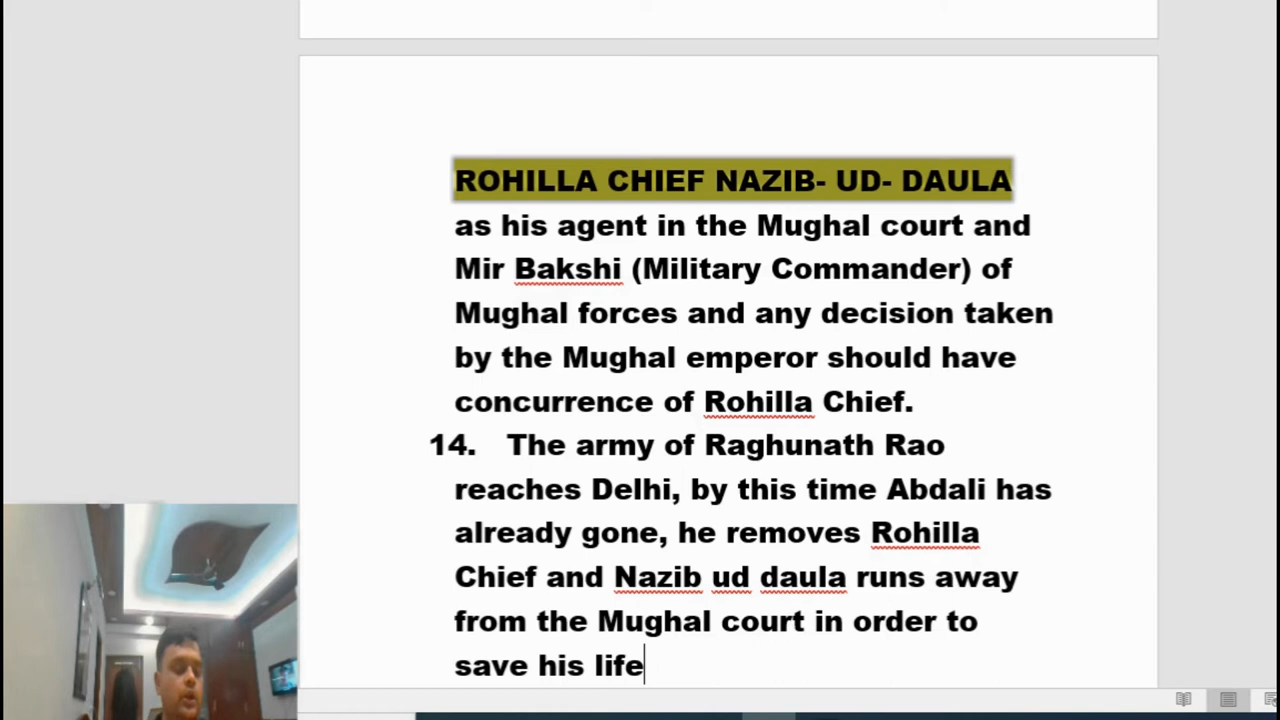 ROHILLA CHIEF NAZIB- UD- DAULA
as his agent in the Mughal court and
Mir Bakshi (Military Commander) of
Mughal forces and any decision taken
by the Mughal emperor should have
concurrence of Rohilla Chief.
14. The army of Raghunath Rao
reaches Delhi, by this time Abdali has
already gone, he removes Rohilla
Chief and Nazib ud daula runs away
from the Mughal court in order to
save his life